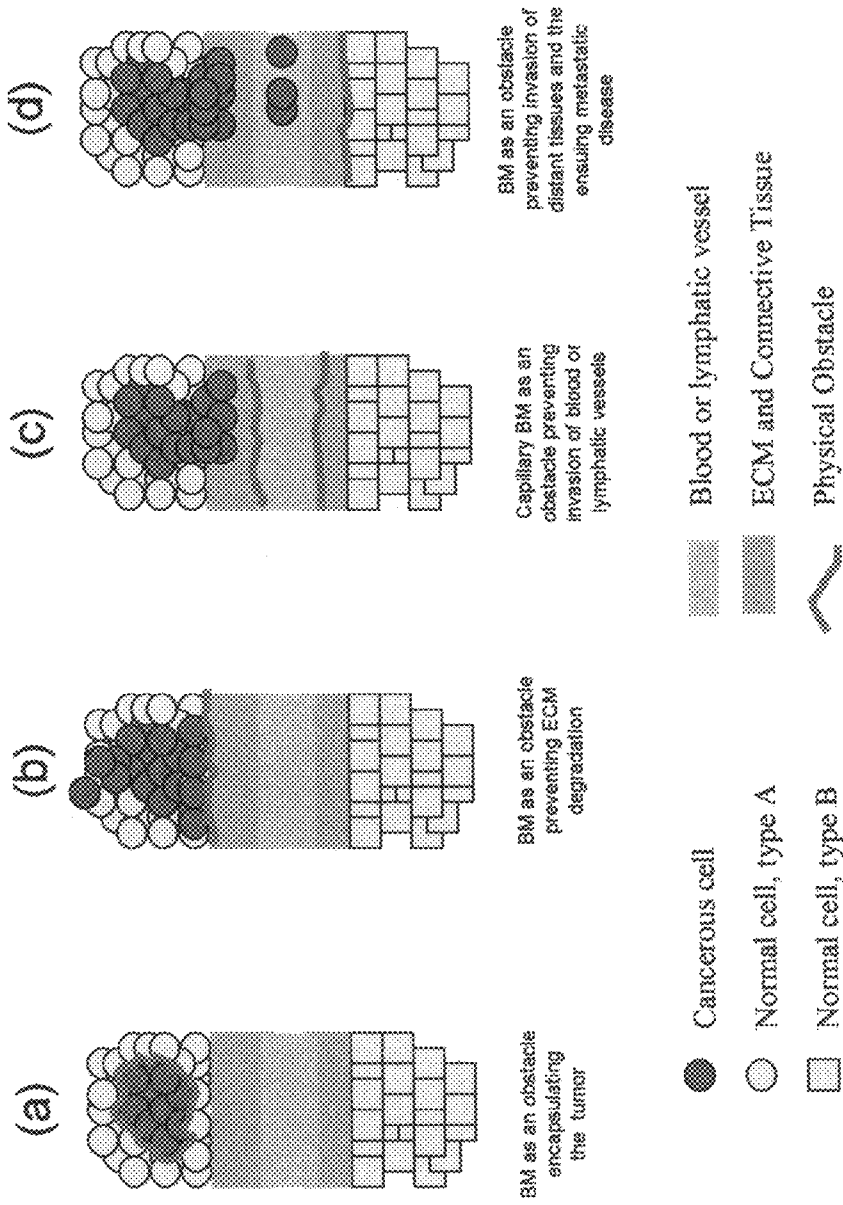 (a)
BM as an obstacle
encapsulating
the tumor
(b)
BM as an obstacle
preventing ECM
degradation
(c)
Capillary BM as an
obstacle preventing
invasion of blood or
lymphatic vessels
(d)
BM as an obstacle
preventing invasion of
distant tissues and the
ensuing metastatic
disease
Cancerous cell
Normal cell, type A
Normal cell, type B
Blood or lymphatic vessel
ECM and Connective Tissue
Physical Obstacle